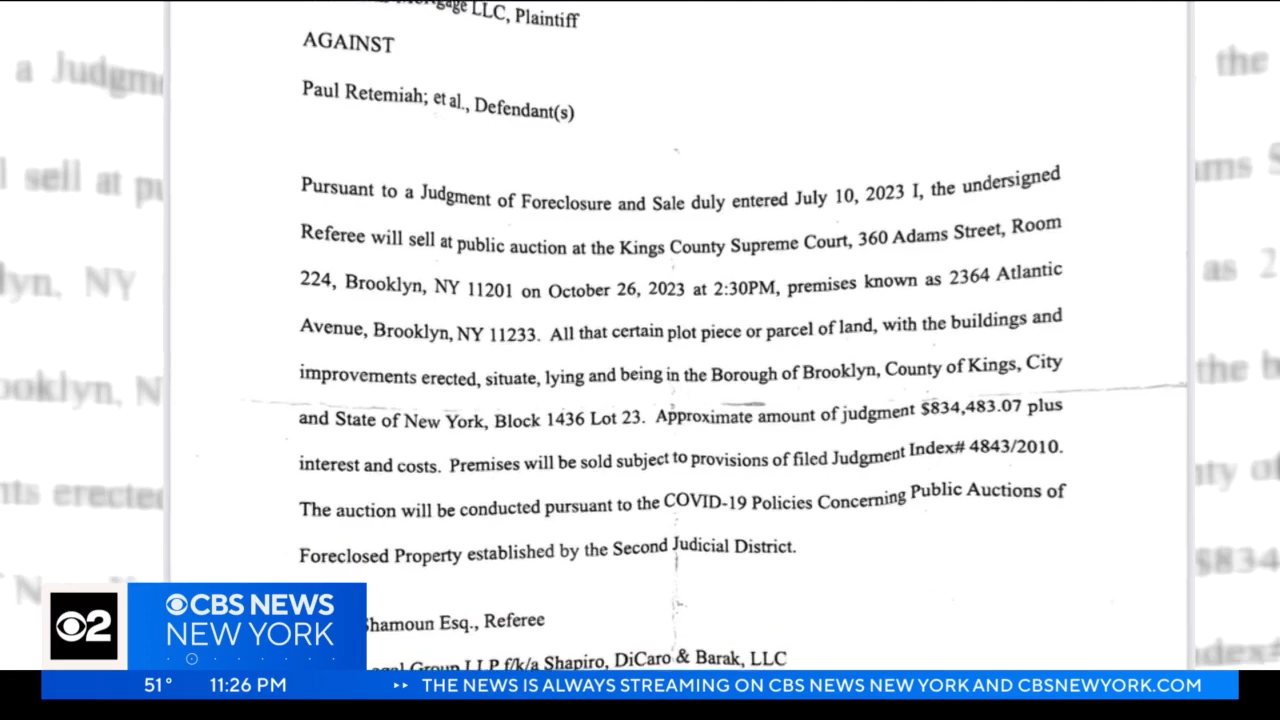 LLC, Plaintiff
AGAINST
Paul Retemiah; et al., Defendant(s)
Pursuant to a Judgment of Foreclosure and Sale duly entered July 10, 2023 I, the undersigned
Referee will sell at public auction at the Kings County Supreme Court, 360 Adams Street, Room
224, Brooklyn, NY 11201 on October 26, 2023 at 2:30PM, premises known as 2364 Atlantic
Avenue, Brooklyn, NY 11233. All that certain plot piece or parcel of land, with the buildings and
improvements erected, situate, lying and being in the Borough of Brooklyn, County of Kings, City
and State of New York, Block 1436 Lot 23. Approximate amount of judgment $834,483.07 plus
interest and costs. Premises will be sold subject to provisions of filed Judgment Index# 4843/2010.
The auction will be conducted pursuant to the COVID-19 Policies Concerning Public Auctions of
Foreclosed Property established by the Second Judicial District.
Shamoun Esq., Referee
Group LLP f/k/a Shapiro, DiCaro & Barak, LLC
2
CBS NEWS
NEW YORK
51° 11:26 PM THE NEWS IS ALWAYS STREAMING ON CBS NEWS NEW YORK AND CBSNEWYORK.COM